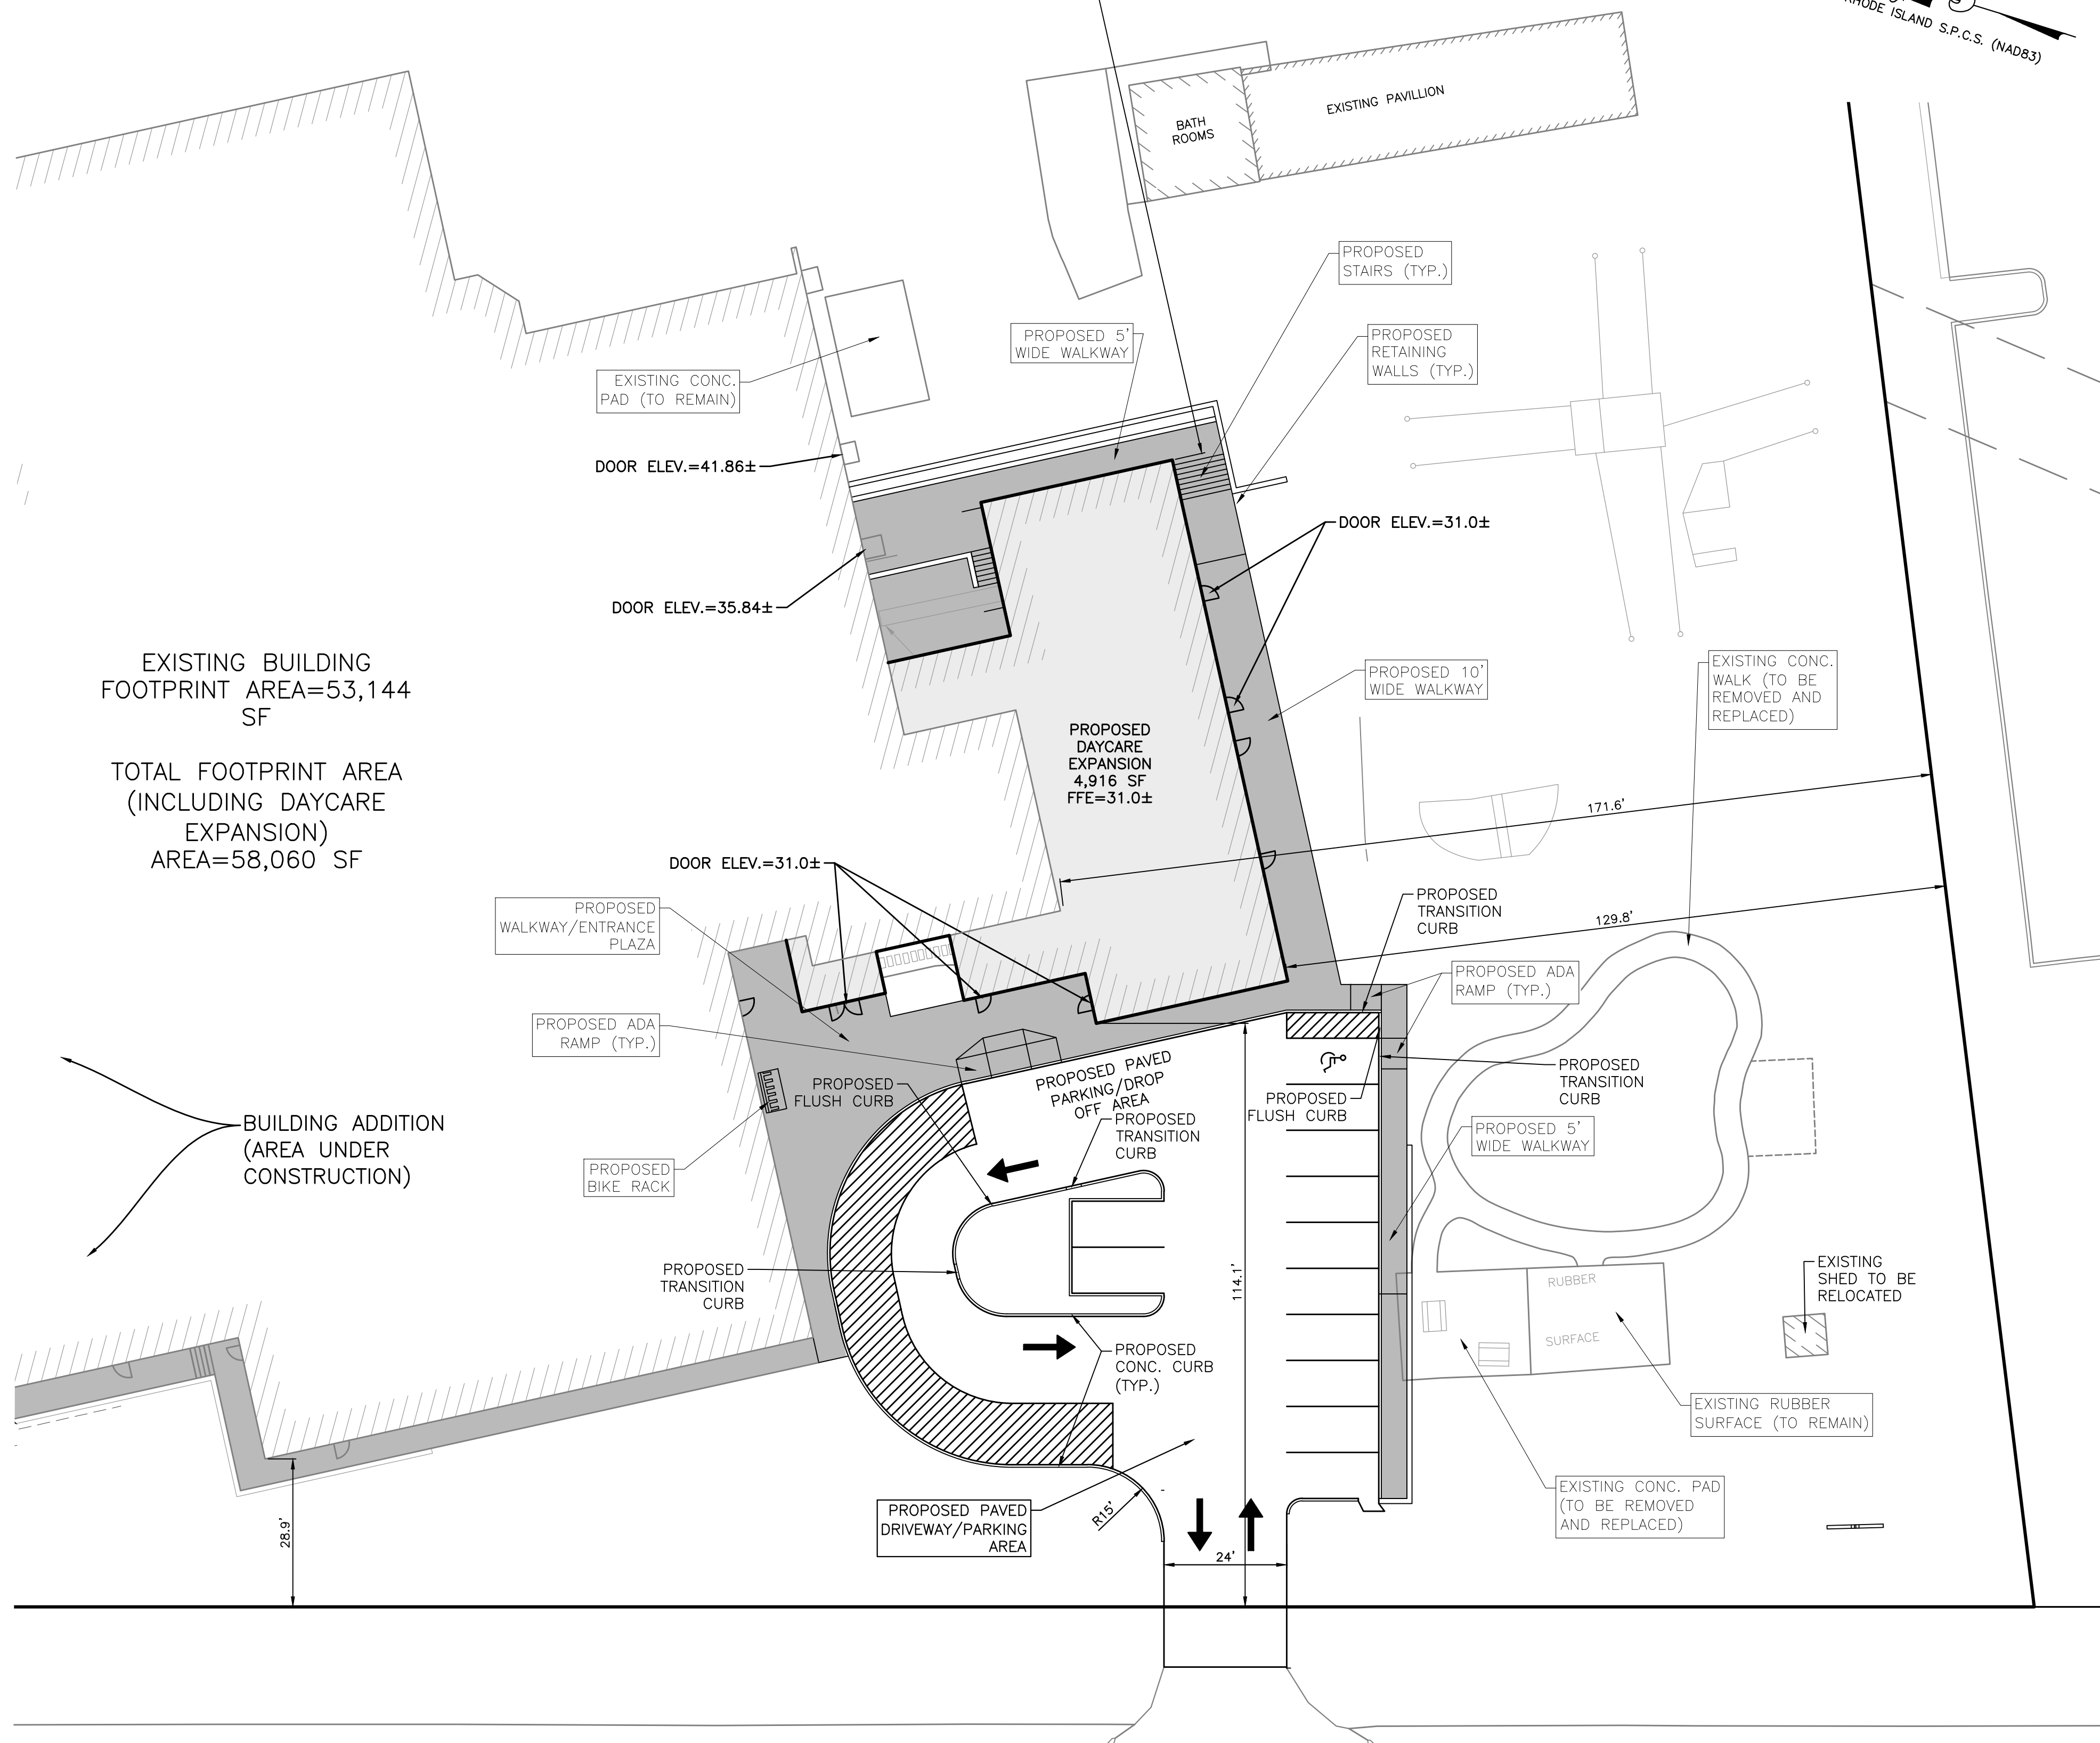 RHODE ISLAND S.P.C.S. (NAD83)
EXISTING PAVILLION
BATH
ROOMS
PROPOSED
STAIRS (TYP.)
PROPOSED 5'
WIDE WALKWAY
PROPOSED
RETAINING
WALLS (TYP.)
EXISTING CONC.
PAD (TO REMAIN)
DOOR ELEV.=41.86±
DOOR ELEV.=31.0±
DOOR ELEV.=35.84±
EXISTING BUILDING
FOOTPRINT AREA=53,144
SF
TOTAL FOOTPRINT AREA
(INCLUDING DAYCARE
EXPANSION)
AREA=58,060 SF
PROPOSED 10'
WIDE WALKWAY
EXISTING CONC.
WALK (TO BE
REMOVED AND
REPLACED)
PROPOSED
DAYCARE
EXPANSION
4,916 SF
FFE=31.0±
171.6'
DOOR ELEV.=31.0±
PROPOSED
WALKWAY/ENTRANCE
PLAZA
PROPOSED
TRANSITION
CURB
129.8'
PROPOSED ADA
RAMP (TYP.)
PROPOSED ADA
RAMP (TYP.)
PROPOSED PAVED
PARKING/DROP
OFF AREA
PROPOSED
FLUSH CURB
PROPOSED
TRANSITION
CURB
PROPOSED
FLUSH CURB
PROPOSED
TRANSITION
CURB
PROPOSED 5'
WIDE WALKWAY
BUILDING ADDITION
(AREA UNDER
CONSTRUCTION)
PROPOSED
BIKE RACK
PROPOSED
TRANSITION
CURB
114.1'
RUBBER
SURFACE
EXISTING
SHED TO BE
RELOCATED
PROPOSED
CONC. CURB
(TYP.)
EXISTING RUBBER
SURFACE (TO REMAIN)
EXISTING CONC. PAD
(TO BE REMOVED
AND REPLACED)
PROPOSED PAVED
DRIVEWAY/PARKING
AREA
R15'
28.9'
24'